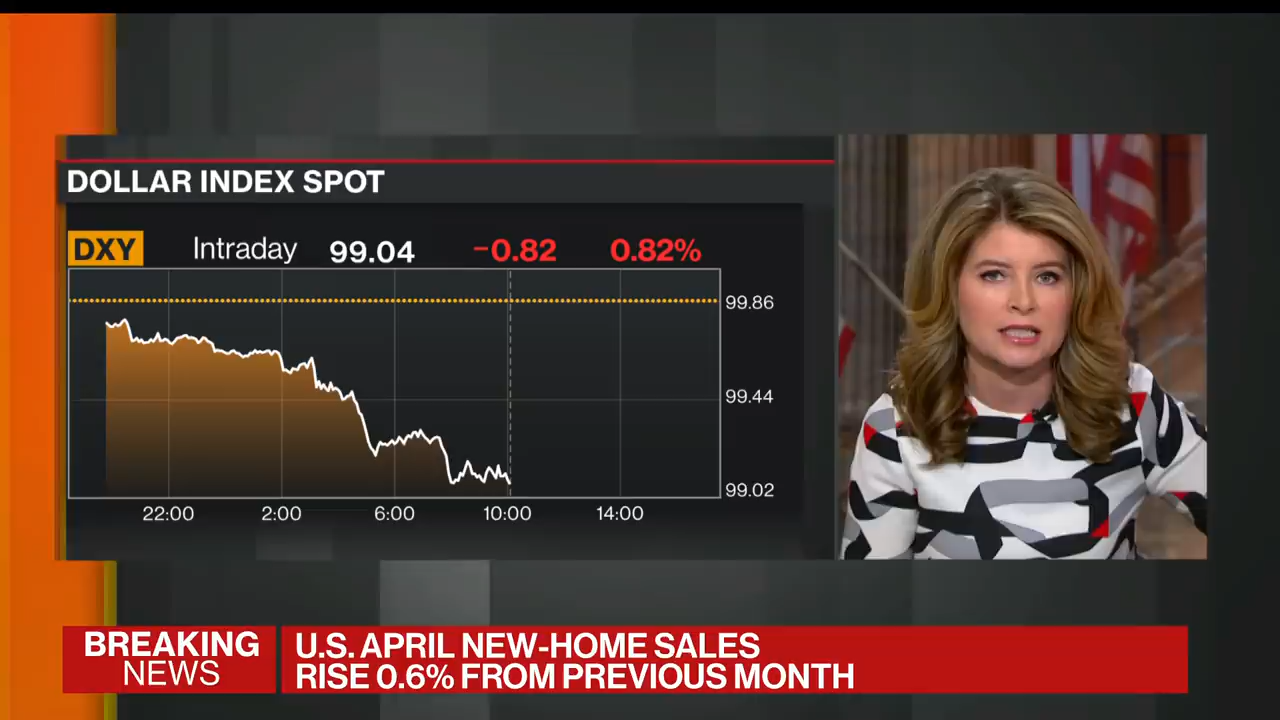 DOLLAR INDEX SPOT
DXY Intraday 99.04 −0.82 0.82%
99.86
99.44
99.02
22:00 2:00 6:00 10:00 14:00
BREAKING NEWS
U.S. APRIL NEW-HOME SALES
RISE 0.6% FROM PREVIOUS MONTH